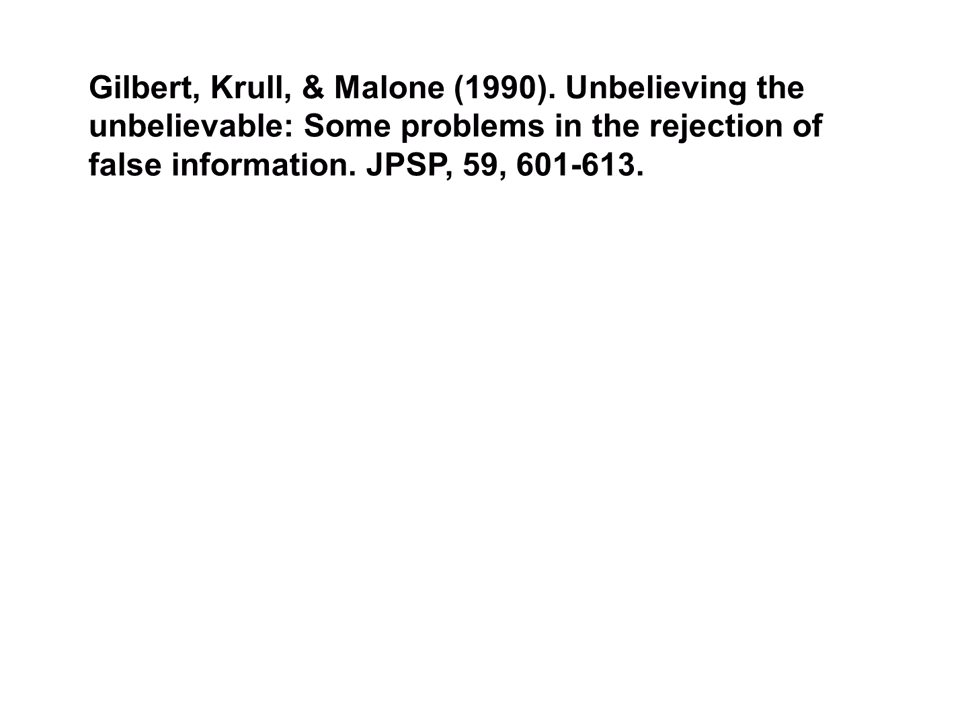 Gilbert, Krull, & Malone (1990). Unbelieving the
unbelievable: Some problems in the rejection of
false information. JPSP, 59, 601-613.